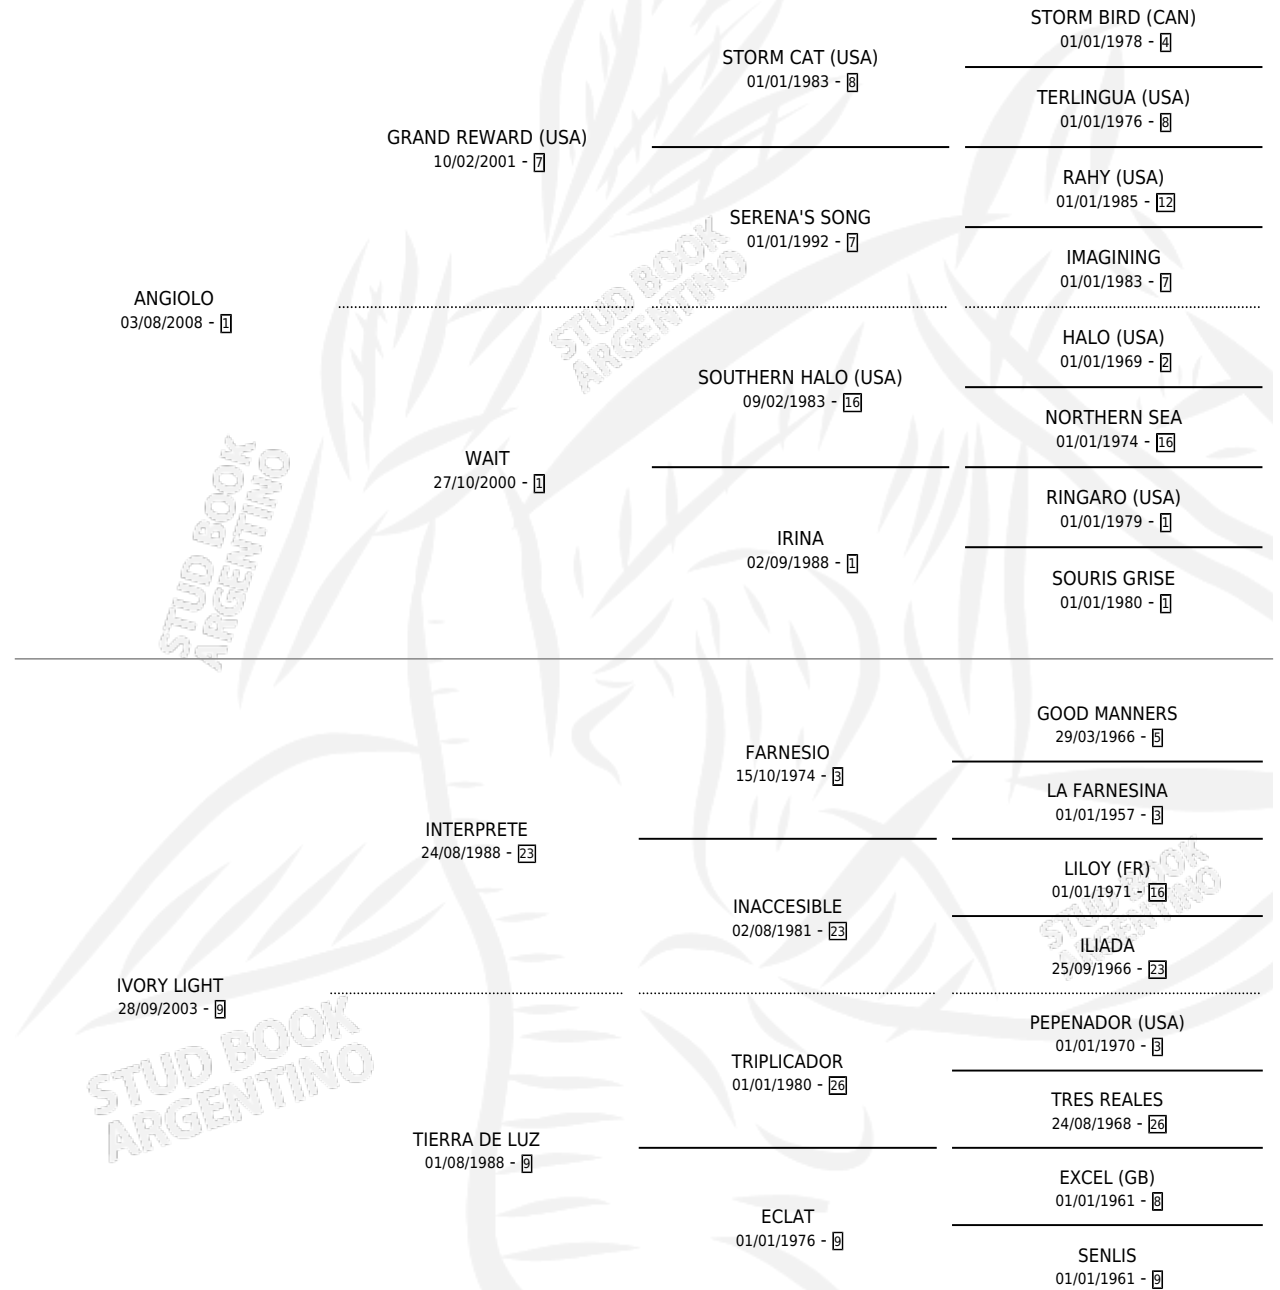 STORM BIRD (CAN)
01/01/1978 - 4
STORM CAT (USA)
01/01/1983 - 8
TERLINGUA (USA)
01/01/1976 - 8
GRAND REWARD (USA)
10/02/2001 - 7
RAHY (USA)
01/01/1985 - 12
SERENA'S SONG
01/01/1992 - 7
IMAGINING
01/01/1983 - 7
ANGIOLO
03/08/2008 - 1
HALO (USA)
01/01/1969 - 2
SOUTHERN HALO (USA)
09/02/1983 - 16
NORTHERN SEA
01/01/1974 - 16
WAIT
27/10/2000 - 1
RINGARO (USA)
01/01/1979 - 1
IRINA
02/09/1988 - 1
SOURIS GRISE
01/01/1980 - 1
STUD BOOK
ARGENTINO
STUD BOOK
ARGENTINO
GOOD MANNERS
29/03/1966 - 5
FARNESIO
15/10/1974 - 3
LA FARNESINA
01/01/1957 - 3
INTERPRETE
24/08/1988 - 23
LILOY (FR)
01/01/1971 - 16
INACCESIBLE
02/08/1981 - 23
ILIADA
25/09/1966 - 23
STUD BOOK
ARGENTINO
IVORY LIGHT
28/09/2003 - 9
PEPENADOR (USA)
01/01/1970 - 3
TRIPLICADOR
01/01/1980 - 26
TRES REALES
24/08/1968 - 26
TIERRA DE LUZ
01/08/1988 - 9
EXCEL (GB)
01/01/1961 - 8
ECLAT
01/01/1976 - 9
SENLIS
01/01/1961 - 9
STUD BOOK
ARGENTINO